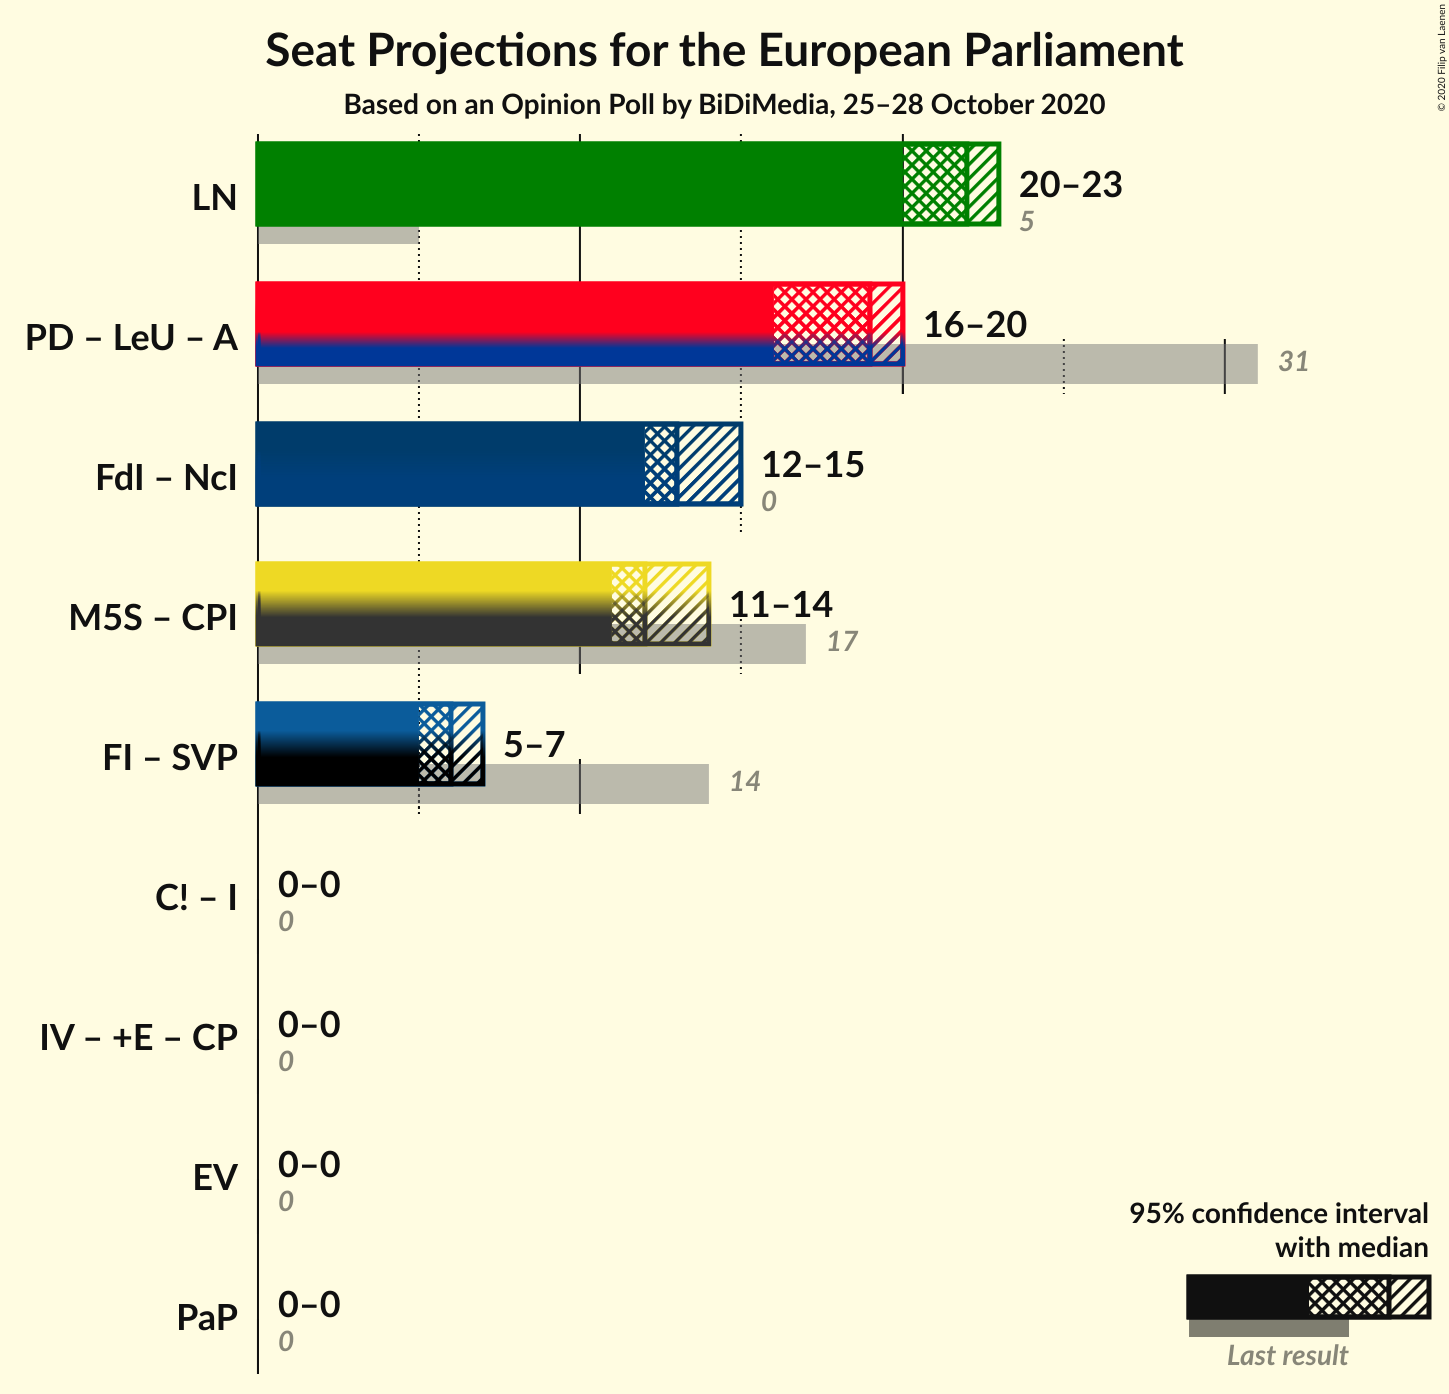 Seat Projections for the European Parliament
Based on an Opinion Poll by BiDiMedia, 25–28 October 2020
© 2020 Filip van Laenen
LN
20–23
5
PD – LeU – A
16–20
31
FdI – NcI
12–15
0
M5S – CPI
11–14
17
FI – SVP
5–7
14
C! – I
0–0
0
IV – +E – CP
0–0
0
EV
0–0
0
PaP
0–0
0
95% confidence interval
with median
Last result